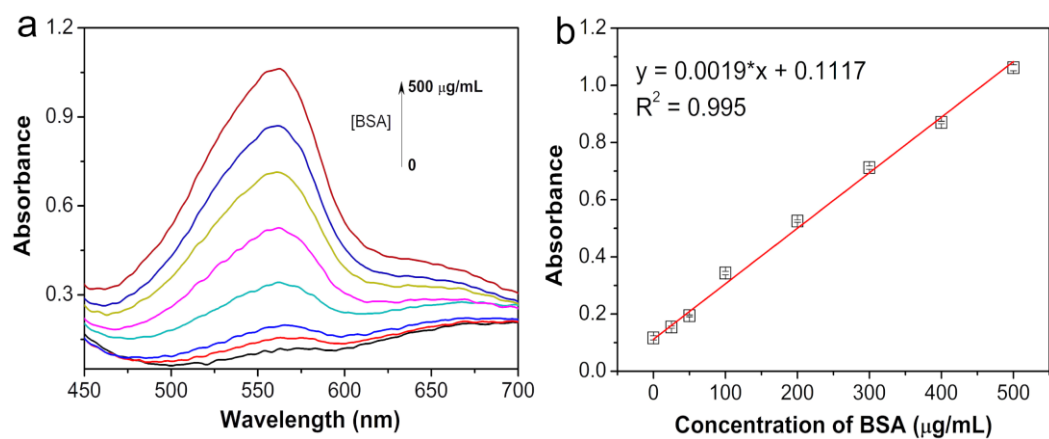 a
1.2
0.9
0.6
0.3
Absorbance
450 500 550 600 650 700
Wavelength (nm)
500 μg/mL
[BSA]
0
b
1.2
1.0
0.8
0.6
0.4
0.2
0.0
Absorbance
y = 0.0019*x + 0.1117
R² = 0.995
0 100 200 300 400 500
Concentration of BSA (μg/mL)